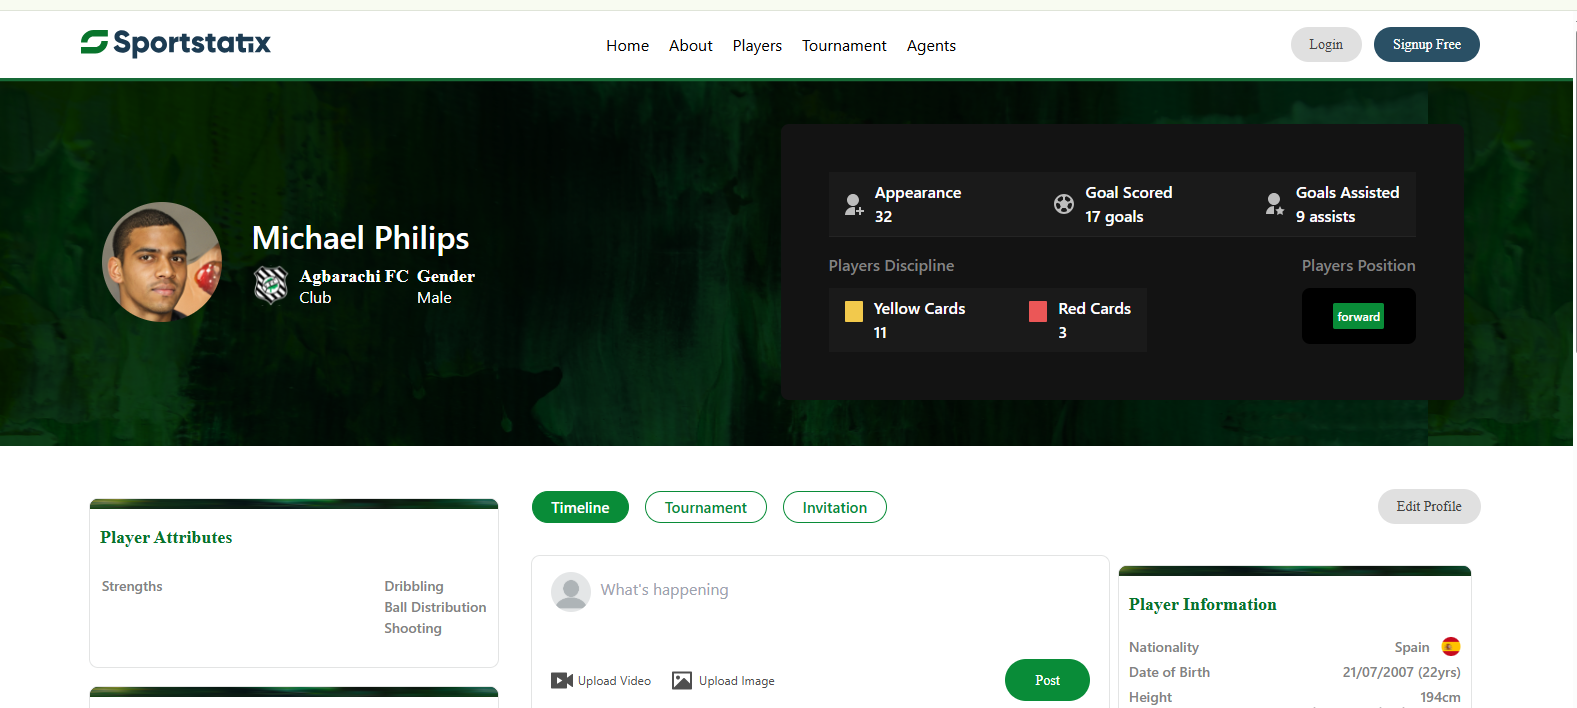 Sportstatix
Home About Players Tournament Agents
Login Signup Free
Michael Philips
Agbarachi FC Gender
Club Male
Appearance Goal Scored Goals Assisted
32 17 goals 9 assists
Players Discipline Players Position
Yellow Cards Red Cards forward
11 3
Timeline Tournament Invitation Edit Profile
Player Attributes
Strengths Dribbling
Ball Distribution
Shooting
What's happening
Upload Video Upload Image Post
Player Information
Nationality Spain
Date of Birth 21/07/2007 (22yrs)
Height 194cm